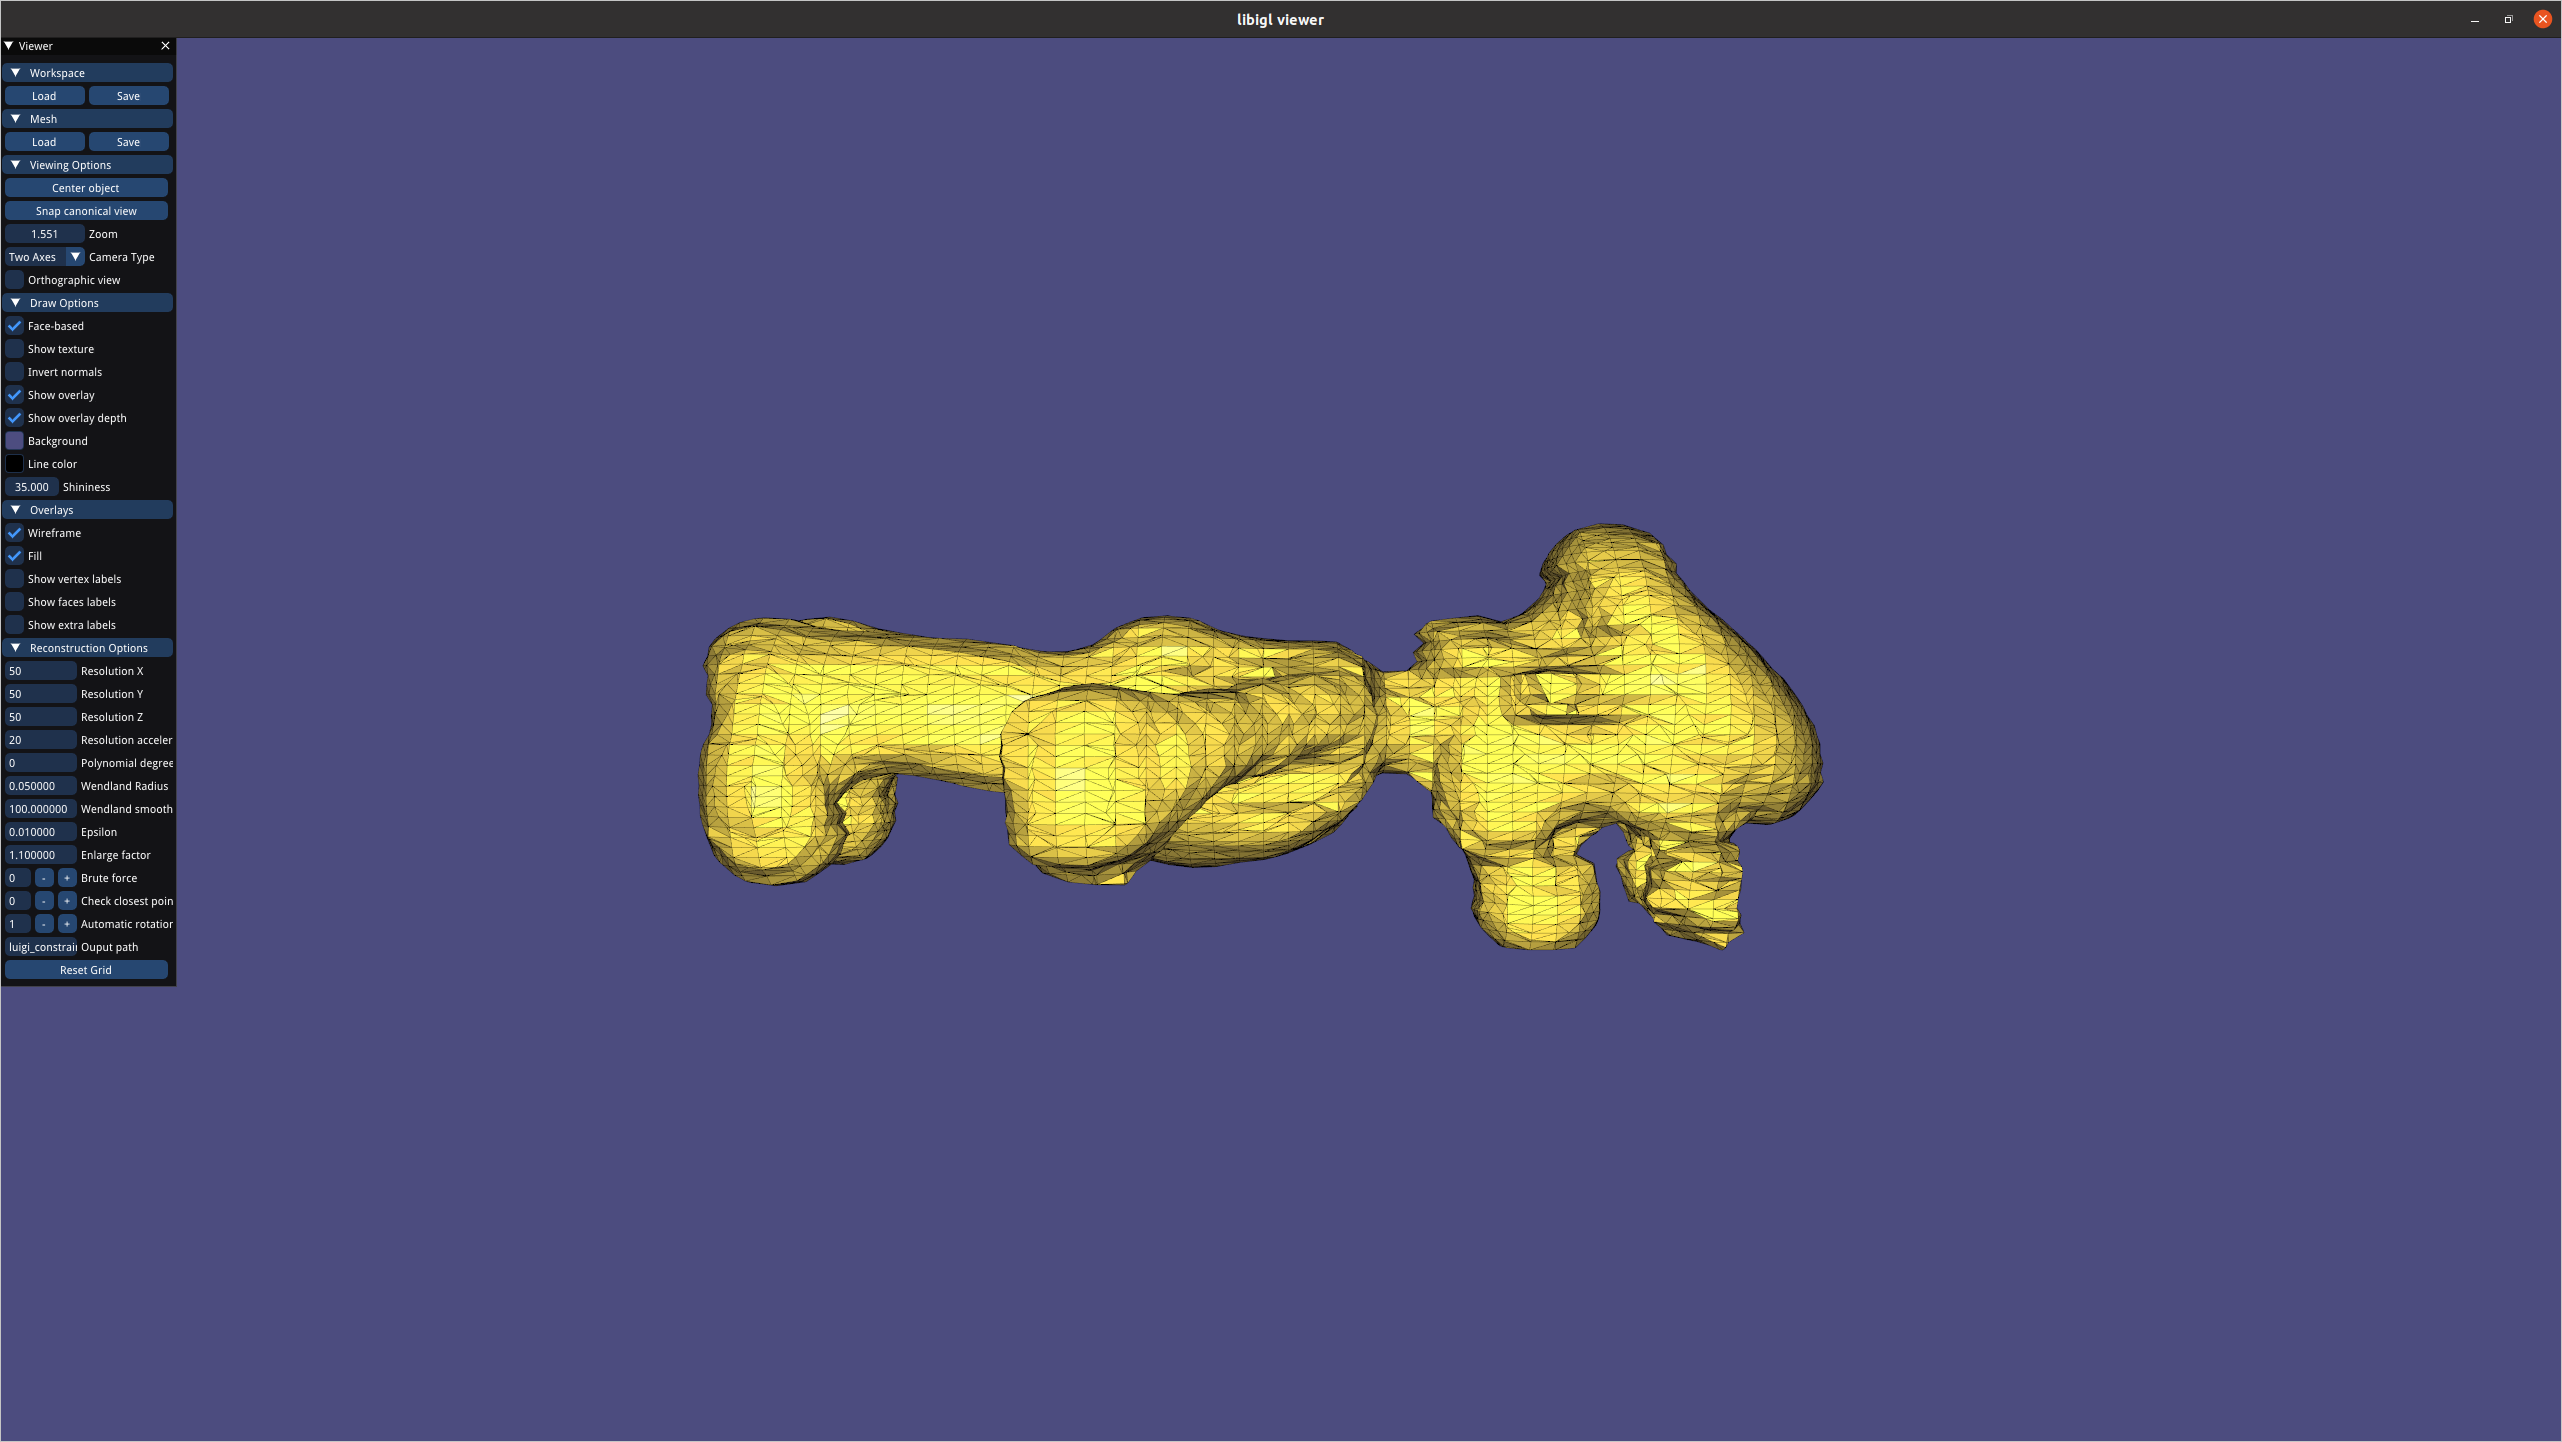 libigl viewer
Viewer
Workspace
Load Save
Mesh
Load Save
Viewing Options
Center object
Snap canonical view
1.551 Zoom
Two Axes Camera Type
Orthographic view
Draw Options
Face-based
Show texture
Invert normals
Show overlay
Show overlay depth
Background
Line color
35.000 Shininess
Overlays
Wireframe
Fill
Show vertex labels
Show faces labels
Show extra labels
Reconstruction Options
50 Resolution X
50 Resolution Y
50 Resolution Z
20 Resolution acceler
0 Polynomial degree
0.050000 Wendland Radius
100.000000 Wendland smooth
0.010000 Epsilon
1.100000 Enlarge factor
0 - + Brute force
0 - + Check closest poin
1 - + Automatic rotation
luigi_constrai Ouput path
Reset Grid